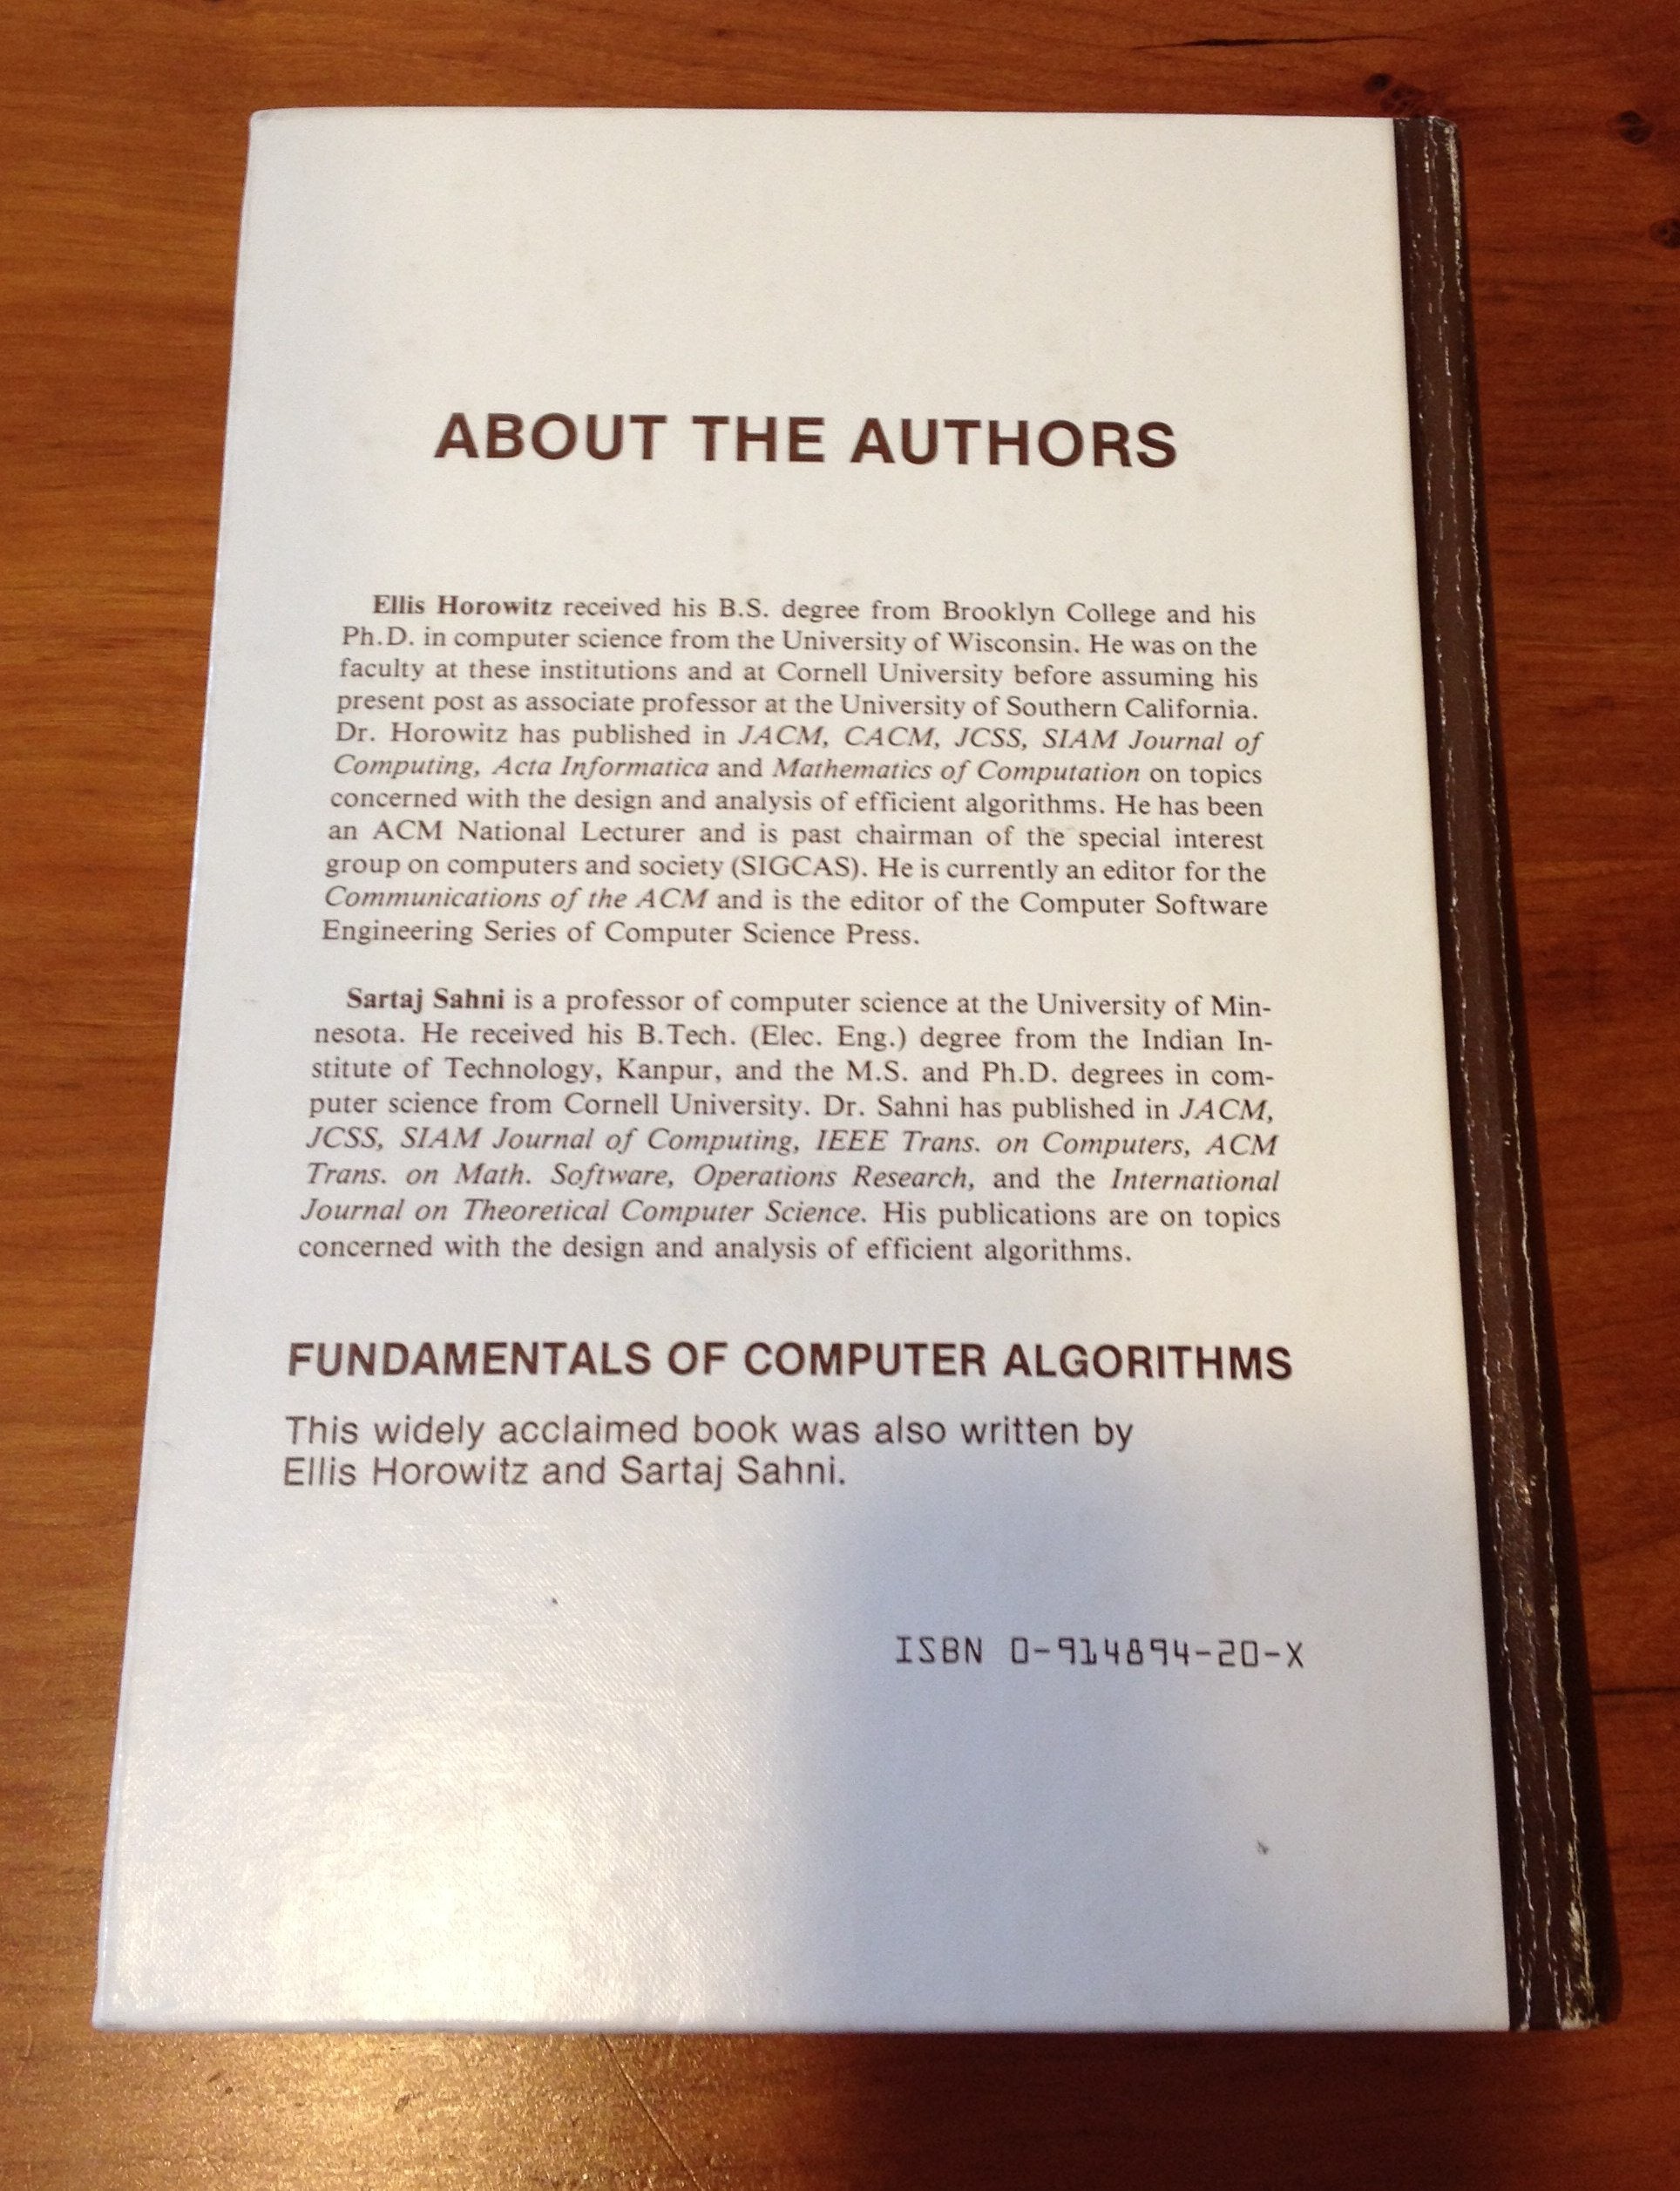 ABOUT THE AUTHORS
Ellis Horowitz received his B.S. degree from Brooklyn College and his
Ph.D. in computer science from the University of Wisconsin. He was on the
faculty at these institutions and at Cornell University before assuming his
present post as associate professor at the University of Southern California.
Dr. Horowitz has published in JACM, CACM, JCSS, SIAM Journal of
Computing, Acta Informatica and Mathematics of Computation on topics
concerned with the design and analysis of efficient algorithms. He has been
an ACM National Lecturer and is past chairman of the special interest
group on computers and society (SIGCAS). He is currently an editor for the
Communications of the ACM and is the editor of the Computer Software
Engineering Series of Computer Science Press.
Sartaj Sahni is a professor of computer science at the University of Min-
nesota. He received his B.Tech. (Elec. Eng.) degree from the Indian In-
stitute of Technology, Kanpur, and the M.S. and Ph.D. degrees in com-
puter science from Cornell University. Dr. Sahni has published in JACM,
JCSS, SIAM Journal of Computing, IEEE Trans. on Computers, ACM
Trans. on Math. Software, Operations Research, and the International
Journal on Theoretical Computer Science. His publications are on topics
concerned with the design and analysis of efficient algorithms.
FUNDAMENTALS OF COMPUTER ALGORITHMS
This widely acclaimed book was also written by
Ellis Horowitz and Sartaj Sahni.
ISBN 0-914894-20-X